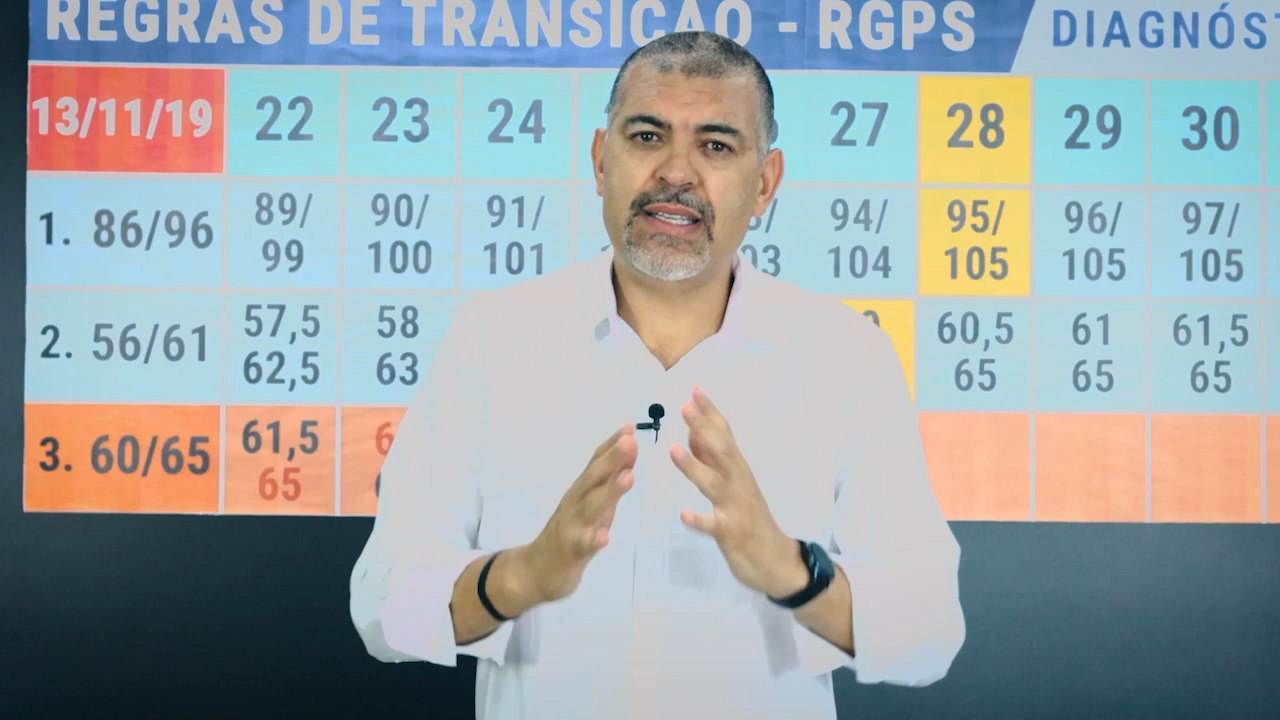 REGRAS DE TRANSIÇÃO - RGPS
DIAGNÓS
13/11/19 22 23 24 27 28 29 30
1. 86/96 89/99 90/100 91/101 94/104 95/105 96/105 97/105
2. 56/61 57,5 62,5 58 63 60,5 65 61 65 61,5 65
3. 60/65 61,5 65